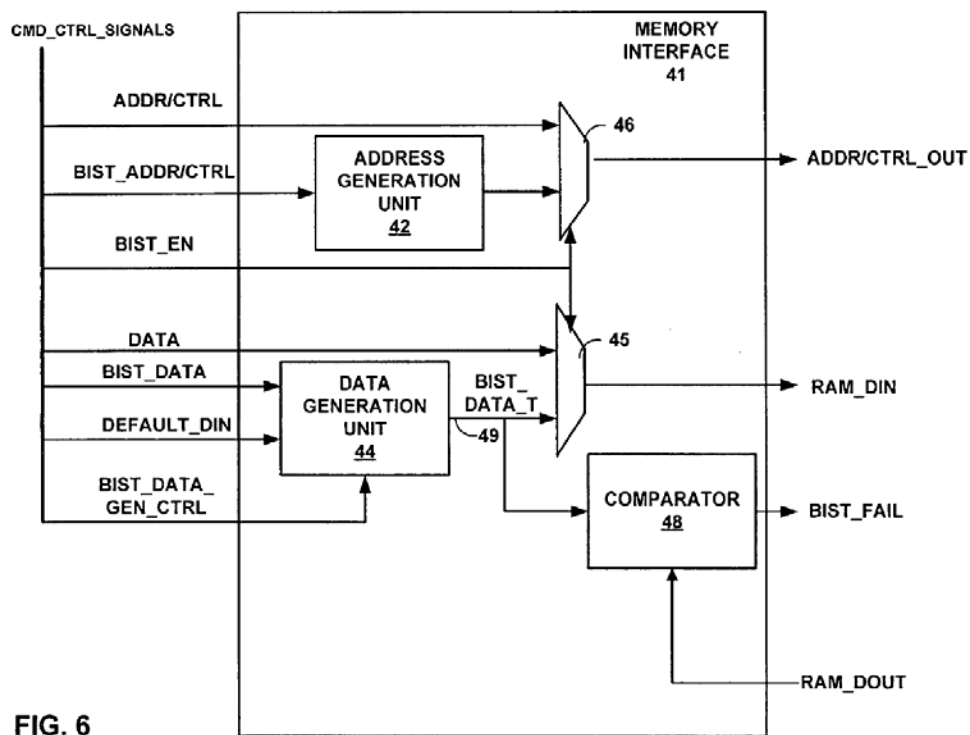 CMD_CTRL_SIGNALS
MEMORY
INTERFACE
41
ADDR/CTRL
46
BIST_ADDR/CTRL
ADDRESS
GENERATION
UNIT
42
ADDR/CTRL_OUT
BIST_EN
DATA
45
BIST_DATA
DATA
GENERATION
UNIT
44
BIST_
DATA_T
49
RAM_DIN
DEFAULT_DIN
BIST_DATA_
GEN_CTRL
COMPARATOR
48
BIST_FAIL
RAM_DOUT
FIG. 6